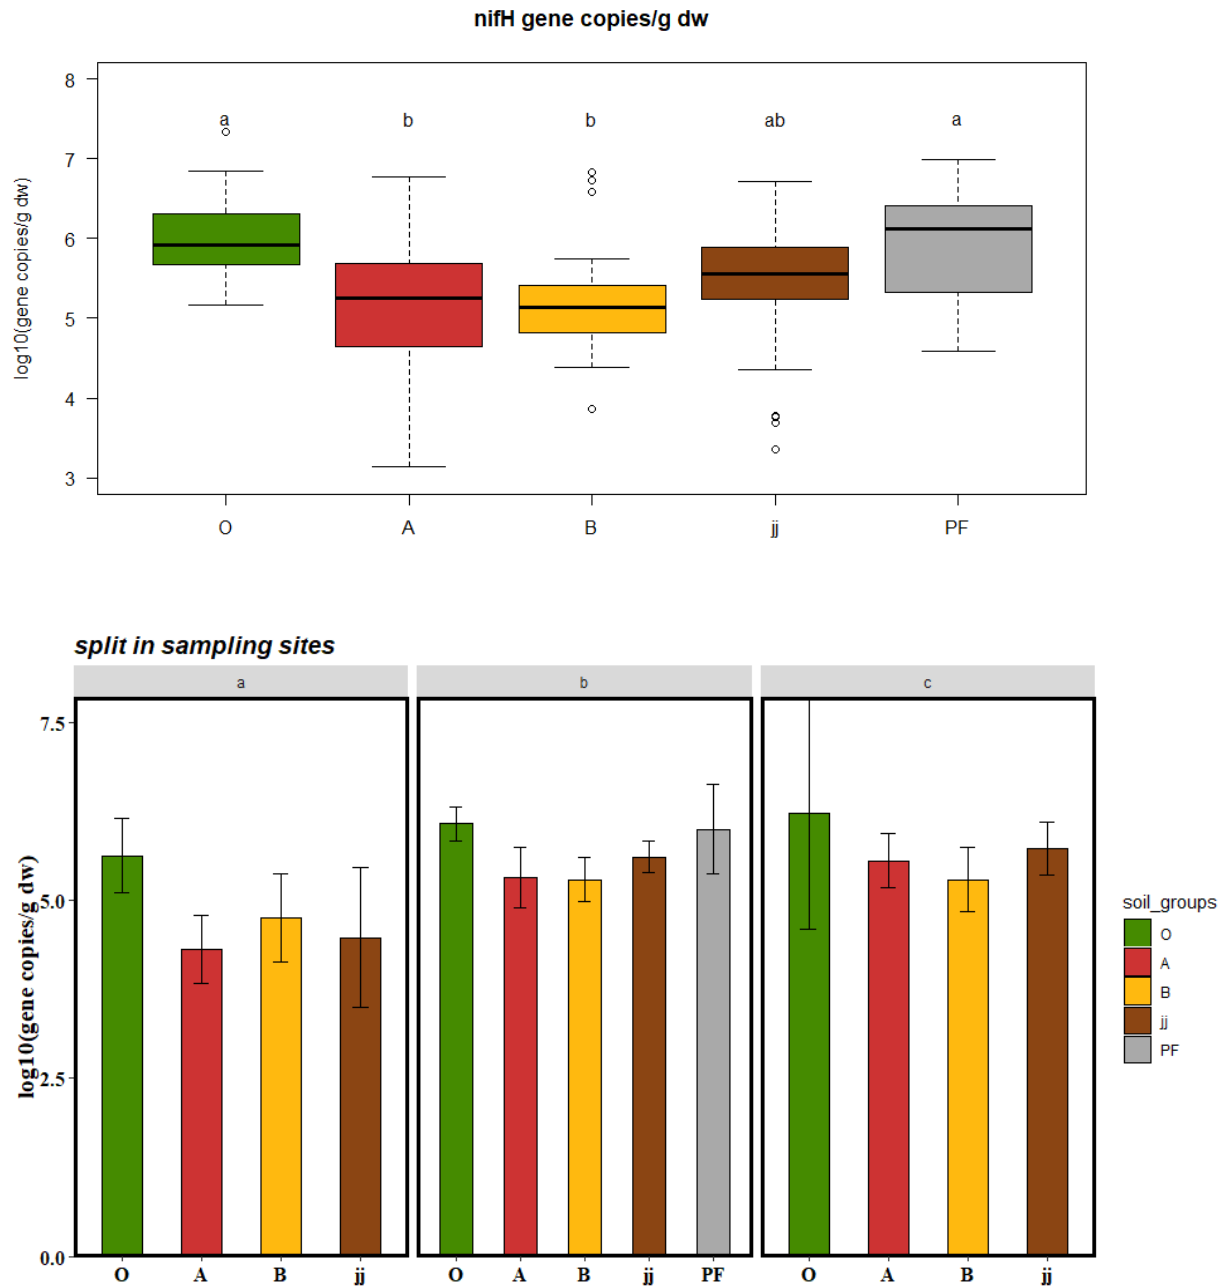 nifH gene copies/g dw
log10(gene copies/g dw)
8
7
6
5
4
3
a b b ab a
O A B jj PF
split in sampling sites
a b c
log10(gene copies/g dw)
7.5
5.0
2.5
0.0
O A B jj O A B jj PF O A B jj
soil_groups
O
A
B
jj
PF